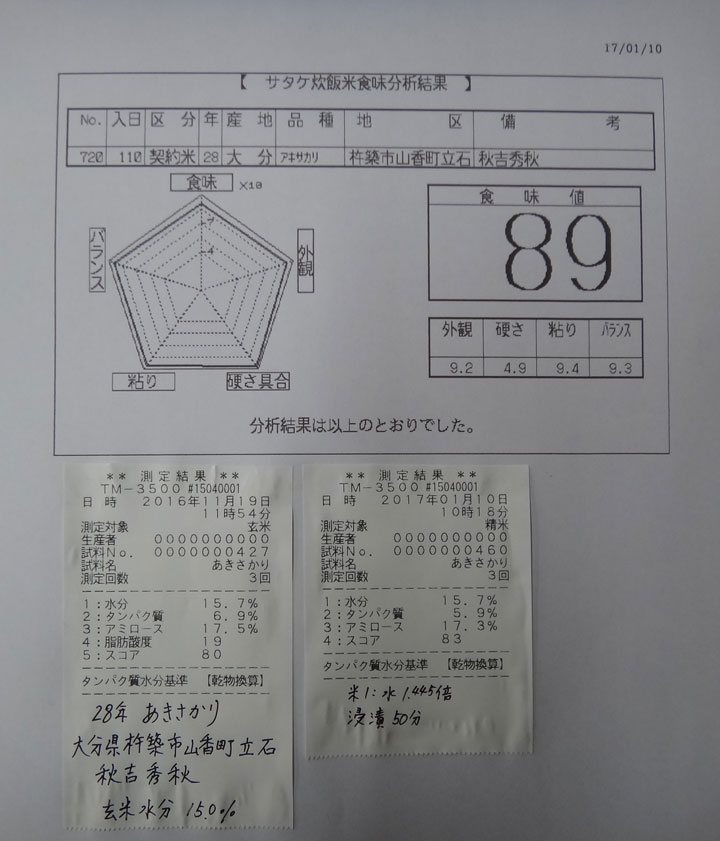 17/01/10
【 サタケ炊飯米食味分析結果 】
No. 入日 区 分 年 産 地 品 種 地 区 備 考
720 110 契約米 28 大 分 アキサカリ 杵築市山香町立石 秋吉秀秋
食味 ×10
7
4
バランス
外観
粘り
硬さ具合
食 味 値
89
外観 硬さ 粘り バランス
9.2 4.9 9.4 9.3
分析結果は以上のとおりでした。
** 測定結果 **
TM-3500 #15040001
日 時 2016年11月19日
11時54分
測定対象 玄米
生産者 0000000000
試料No. 0000000427
試料名 あきさかり
測定回数 3回
1:水分 15.7%
2:タンパク質 6.9%
3:アミロース 17.5%
4:脂肪酸度 19
5:スコア 80
タンパク質水分基準 【乾物換算】
28年 あきさかり
大分県杵築市山香町立石
秋吉秀秋
玄米水分 15.0%
** 測定結果 **
TM-3500 #15040001
日 時 2017年01月10日
10時18分
測定対象 精米
生産者 0000000000
試料No. 0000000460
試料名 あきさかり
測定回数 3回
1:水分 15.7%
2:タンパク質 5.9%
3:アミロース 17.3%
4:スコア 83
タンパク質水分基準 【乾物換算】
米1:水1.445倍
浸漬50分